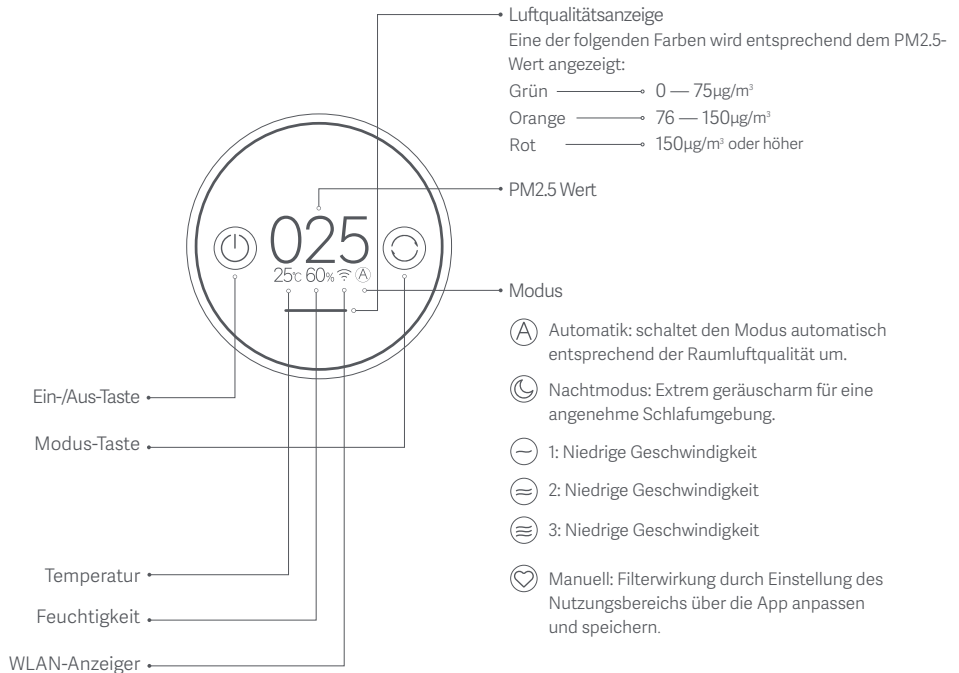 Luftqualitätsanzeige
Eine der folgenden Farben wird entsprechend dem PM2.5-
Wert angezeigt:
Grün 0 — 75µg/m³
Orange 76 — 150µg/m³
Rot 150µg/m³ oder höher
PM2.5 Wert
025
25℃ 60% A
Modus
A Automatik: schaltet den Modus automatisch
entsprechend der Raumluftqualität um.
Nachtmodus: Extrem geräuscharm für eine
angenehme Schlafumgebung.
1: Niedrige Geschwindigkeit
2: Niedrige Geschwindigkeit
3: Niedrige Geschwindigkeit
Manuell: Filterwirkung durch Einstellung des
Nutzungsbereichs über die App anpassen
und speichern.
Ein-/Aus-Taste
Modus-Taste
Temperatur
Feuchtigkeit
WLAN-Anzeiger